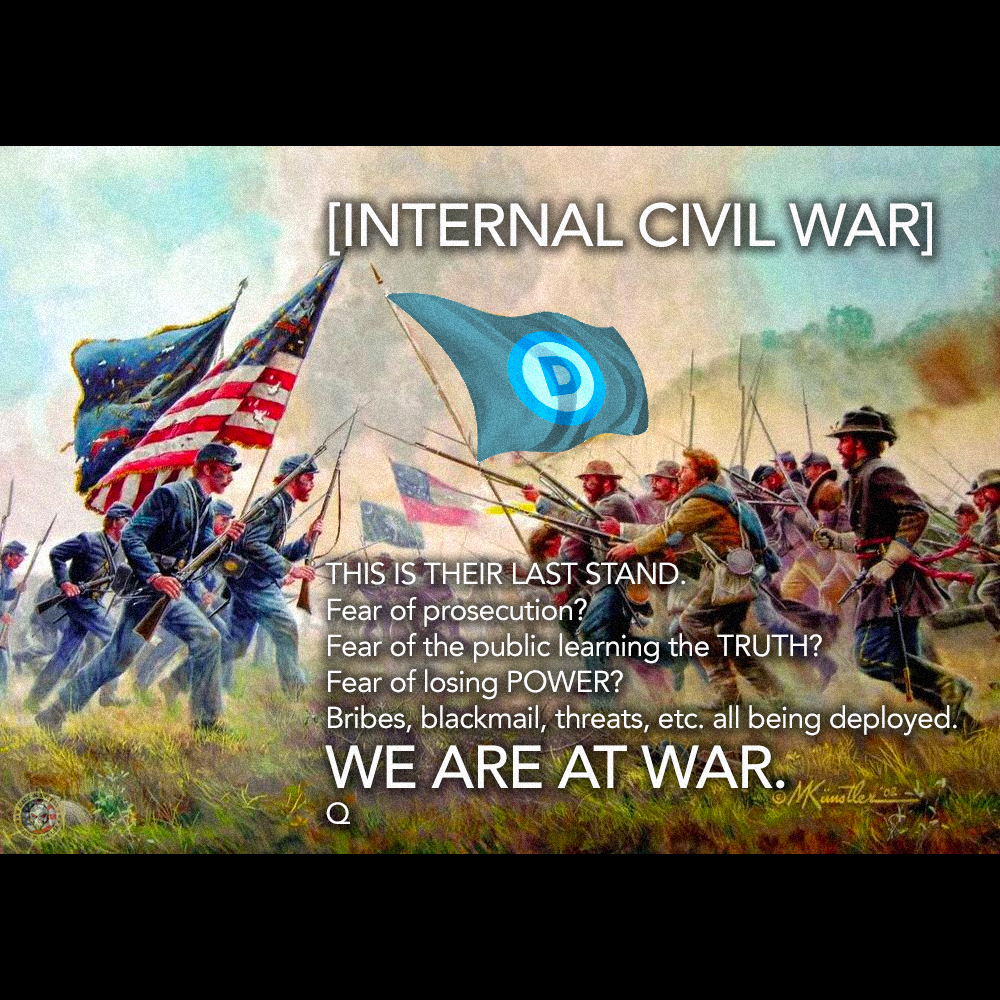 [INTERNAL CIVIL WAR]
D
THIS IS THEIR LAST STAND.
Fear of prosecution?
Fear of the public learning the TRUTH?
Fear of losing POWER?
Bribes, blackmail, threats, etc. all being deployed.
WE ARE AT WAR.
Q
©MKünstler '02